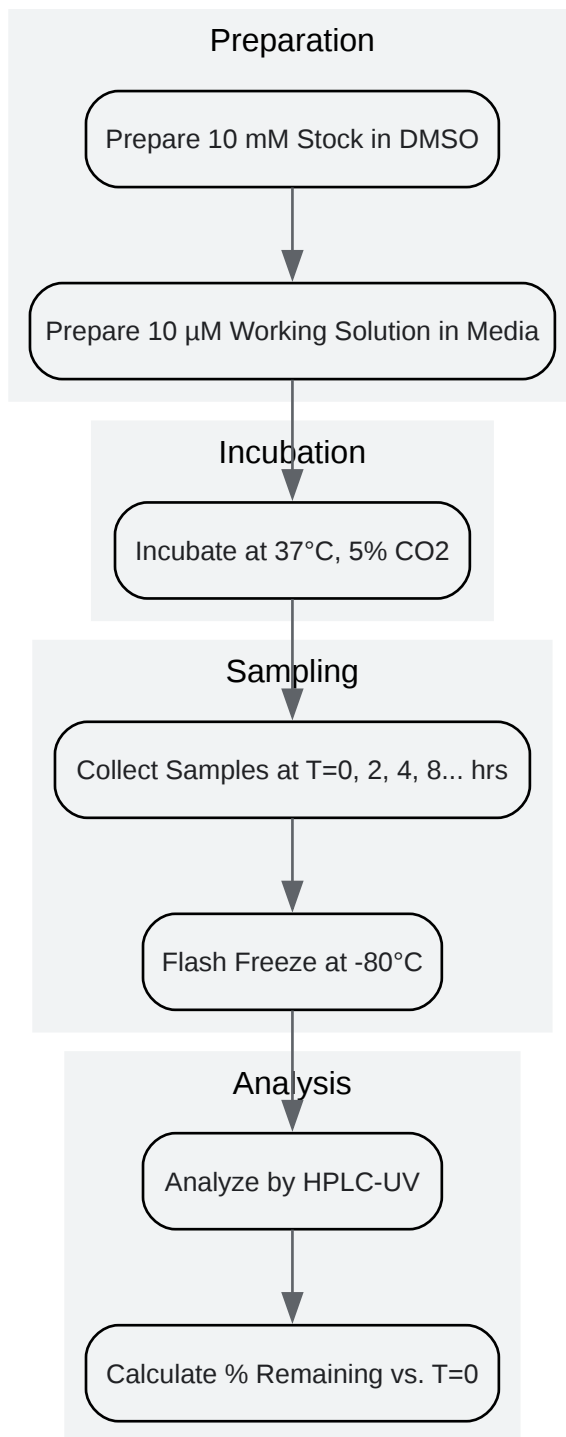 Preparation
Prepare 10 mM Stock in DMSO
Prepare 10 µM Working Solution in Media
Incubation
Incubate at 37°C, 5% CO2
Sampling
Collect Samples at T=0, 2, 4, 8... hrs
Flash Freeze at -80°C
Analysis
Analyze by HPLC-UV
Calculate % Remaining vs. T=0